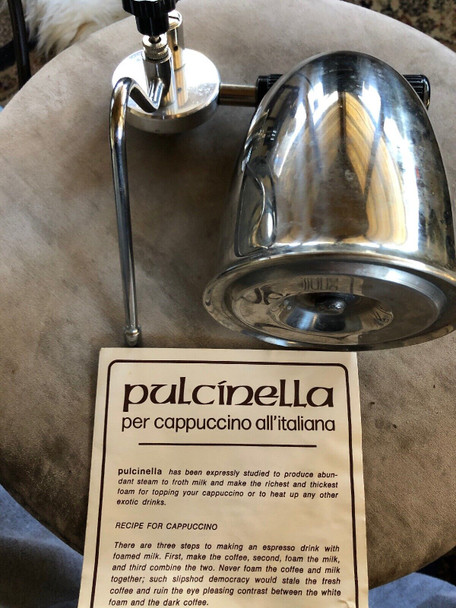 pulcinella
per cappuccino all'italiana
pulcinella has been expressly studied to produce abun-
dant steam to froth milk and make the richest and thickest
foam for topping your cappuccino or to heat up any other
exotic drinks.
RECIPE FOR CAPPUCCINO
There are three steps to making an espresso drink with
foamed milk. First, make the coffee, second, foam the milk,
and third combine the two. Never foam the coffee and milk
together; such slipshod democracy would stale the fresh
coffee and ruin the eye pleasing contrast between the white
foam and the dark coffee.